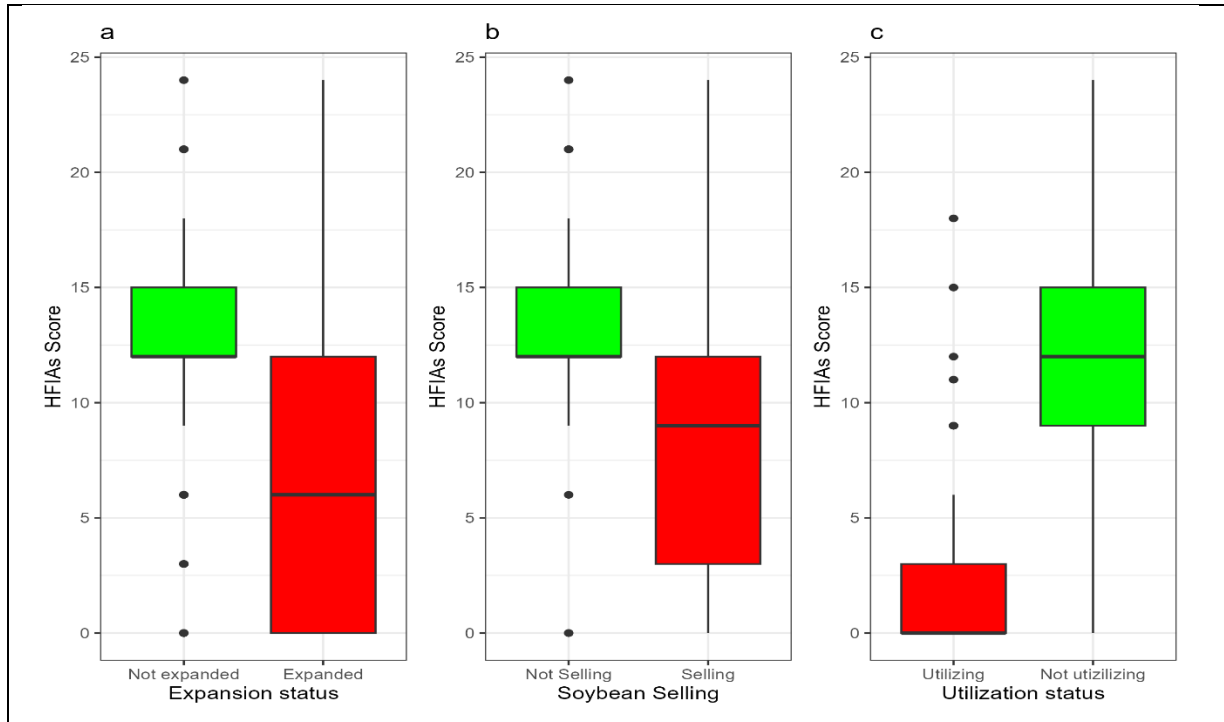 a
25
20
15
10
5
0
HFIAs Score
Not expanded Expanded
Expansion status
b
25
20
15
10
5
0
HFIAs Score
Not Selling Selling
Soybean Selling
c
25
20
15
10
5
0
HFIAs Score
Utilizing Not utizilizing
Utilization status